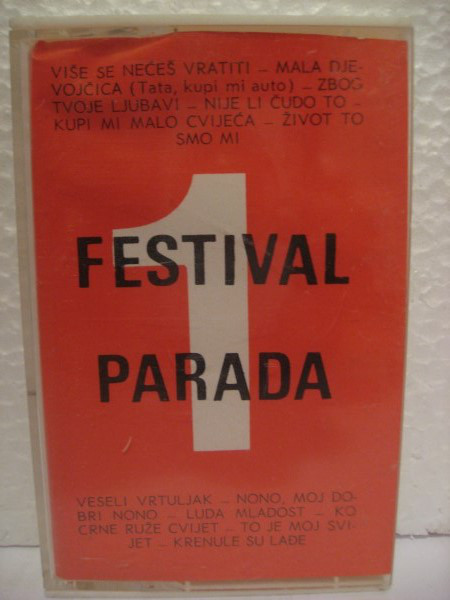 VIŠE SE NEĆEŠ VRATITI – MALA DJE-
VOJČICA (Tata, kupi mi auto) – ZBOG
TVOJE LJUBAVI – NIJE LI ČUDO TO –
KUPI MI MALO CVIJEĆA – ŽIVOT TO
SMO MI
1
FESTIVAL
PARADA
VESELI VRTULJAK – NONO, MOJ DO-
BRI NONO – LUDA MLADOST – KO
CRNE RUŽE CVIJET – TO JE MOJ SVI-
JET – KRENULE SU LAĐE